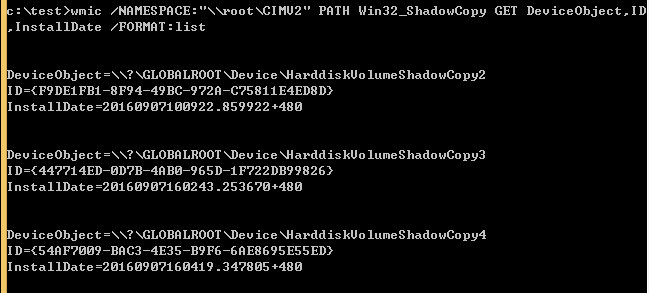 c:\test>wmic /NAMESPACE:"\\root\CIMV2" PATH Win32_ShadowCopy GET DeviceObject,ID
,InstallDate /FORMAT:list
DeviceObject=\\?\GLOBALROOT\Device\HarddiskVolumeShadowCopy2
ID={F9DE1FB1-8F94-49BC-972A-C75811E4ED8D}
InstallDate=20160907100922.859922+480
DeviceObject=\\?\GLOBALROOT\Device\HarddiskVolumeShadowCopy3
ID={447714ED-0D7B-4AB0-965D-1F722DB99826}
InstallDate=20160907160243.253670+480
DeviceObject=\\?\GLOBALROOT\Device\HarddiskVolumeShadowCopy4
ID={54AF7009-BAC3-4E35-B9F6-6AE8695E55ED}
InstallDate=20160907160419.347805+480